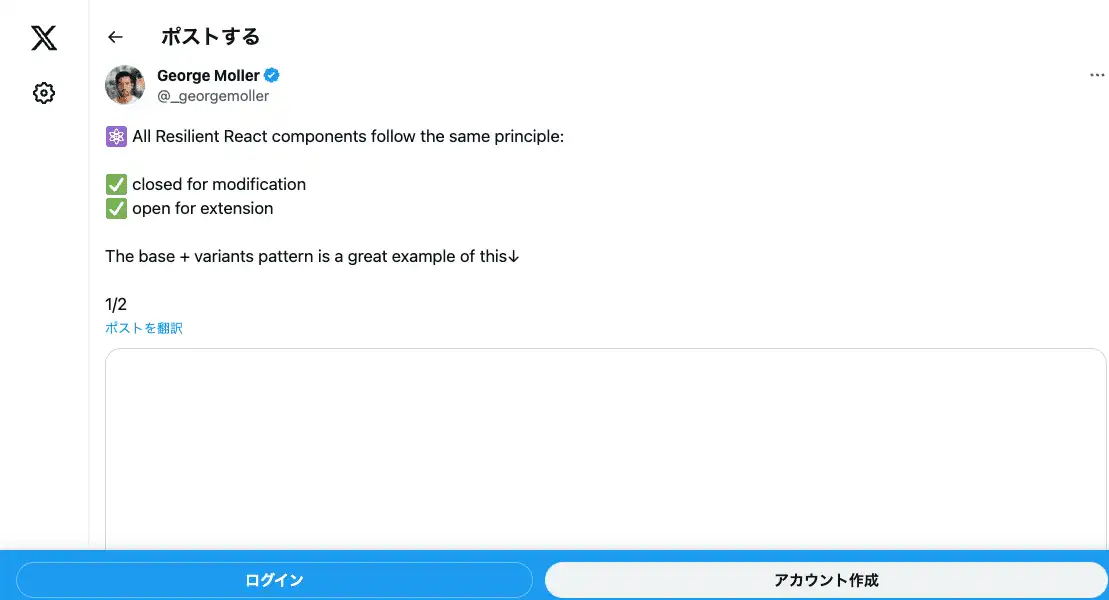 ポストする
George Moller
@_georgemoller
⚛️ All Resilient React components follow the same principle:
✅ closed for modification
✅ open for extension
The base + variants pattern is a great example of this↓
1/2
ポストを翻訳
ログイン
アカウント作成